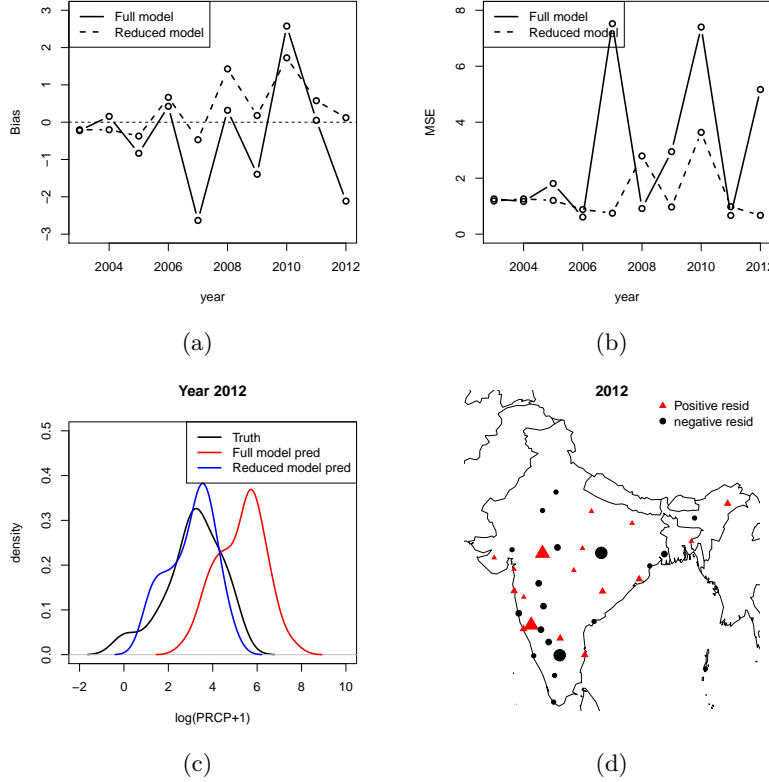 Full model
Reduced model
Bias
3
2
1
0
-1
-2
-3
2004 2006 2008 2010 2012
year
(a)
Full model
Reduced model
MSE
8
6
4
2
0
2004 2006 2008 2010 2012
year
(b)
Year 2012
Truth
Full model pred
Reduced model pred
density
0.5
0.4
0.3
0.2
0.1
0.0
−2 0 2 4 6 8 10
log(PRCP+1)
(c)
2012
Positive resid
negative resid
(d)